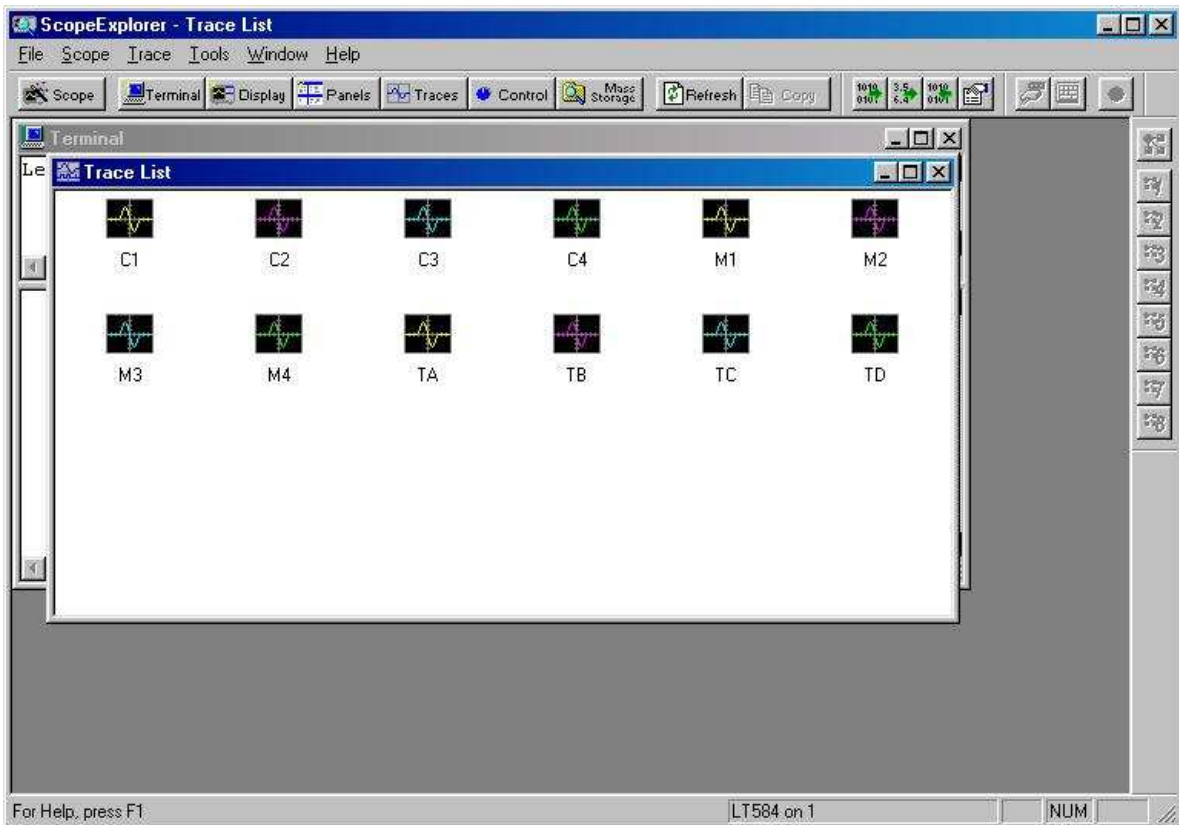 ScopeExplorer - Trace List
File Scope Trace Tools Window Help
Scope Terminal Display Panels Traces Control Mass Storage Refresh Copy
Terminal
Le
Trace List
C1 C2 C3 C4 M1 M2
M3 M4 TA TB TC TD
For Help, press F1 LT584 on 1 NUM